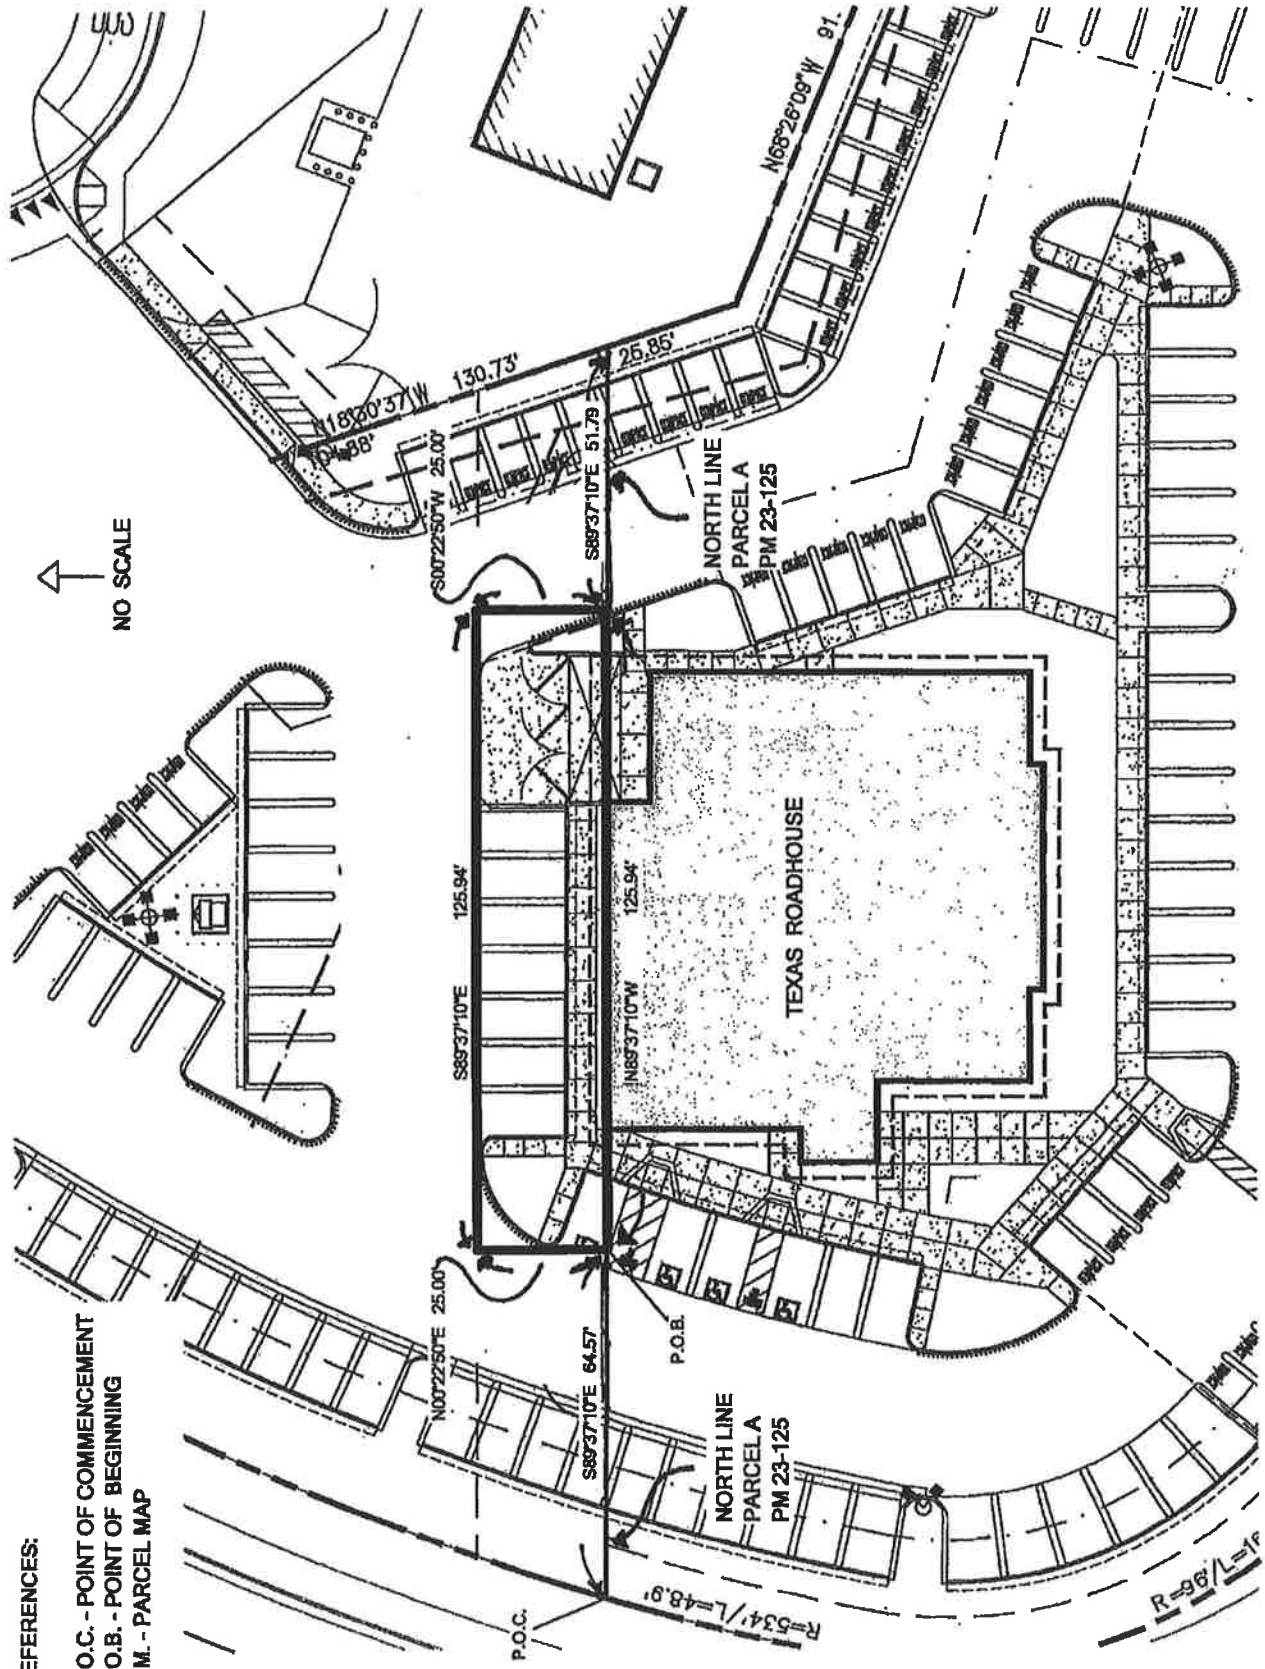 EFERENCES:
O.C. - POINT OF COMMENCEMENT
O.B. - POINT OF BEGINNING
M. - PARCEL MAP
NO SCALE
N68°26'09"W 91.
130.73'
25.85'
S00°22'50"W 25.00'
S89°37'10"E 51.79
NORTH LINE
PARCEL A
PM 23-125
S89°37'10"E 125.94'
N89°37'10"W 125.94'
TEXAS ROADHOUSE
N00°22'50"E 25.00'
S89°37'10"E 64.57'
P.O.B.
NORTH LINE
PARCEL A
PM 23-125
P.O.C.
R=534'/L=48.9'